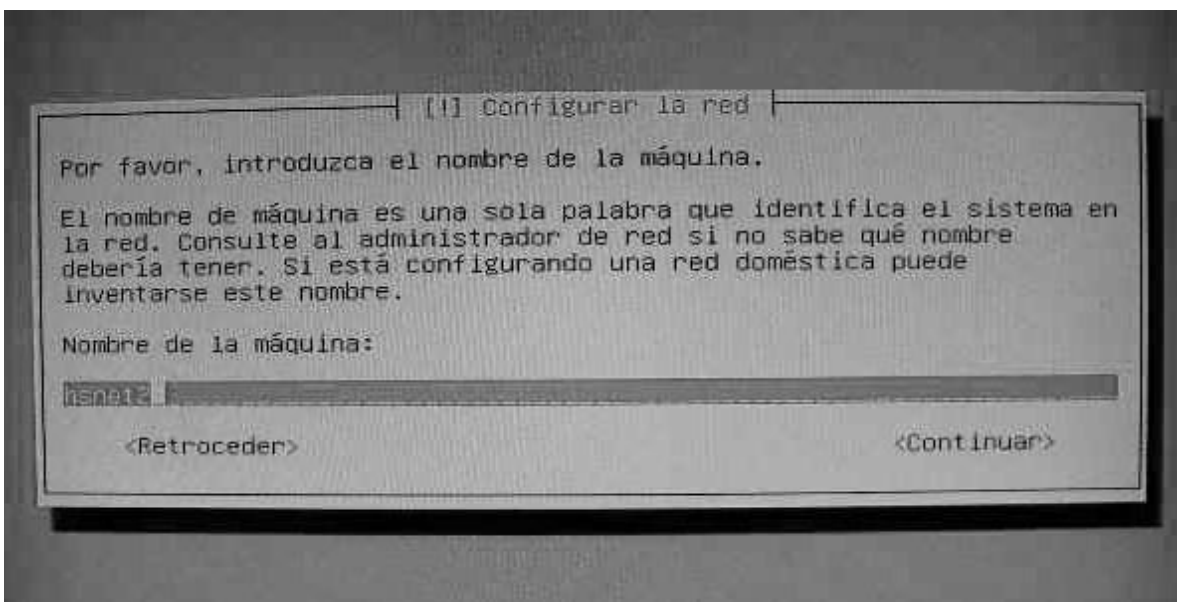 [!] Configurar la red
Por favor, introduzca el nombre de la máquina.
El nombre de máquina es una sola palabra que identifica el sistema en
la red. Consulte al administrador de red si no sabe qué nombre
debería tener. Si está configurando una red doméstica puede
inventarse este nombre.
Nombre de la máquina:
<Retroceder> <Continuar>